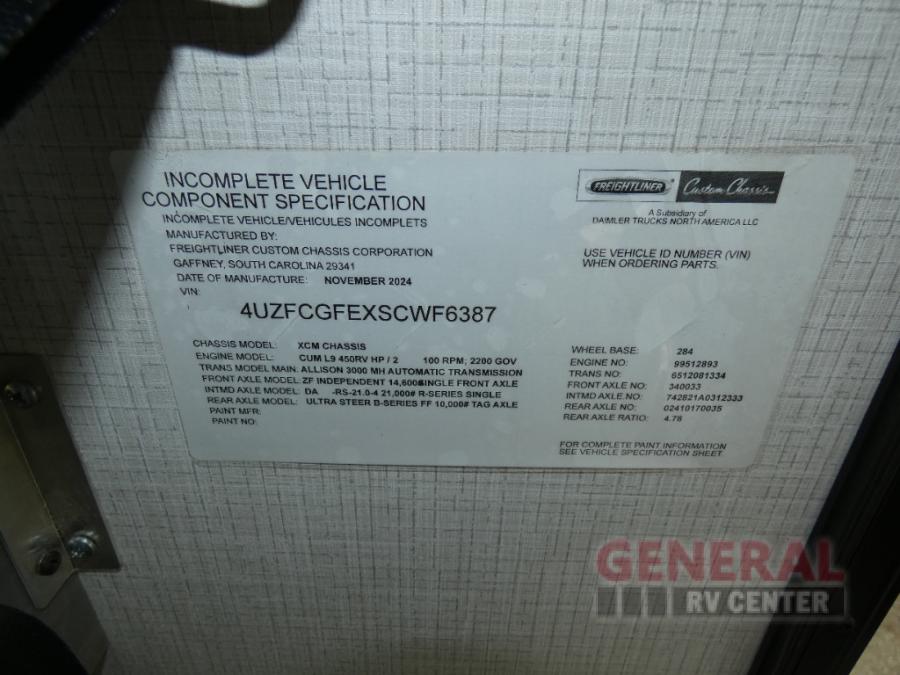 INCOMPLETE VEHICLE
COMPONENT SPECIFICATION
INCOMPLETE VEHICLE/VEHICULES INCOMPLETS
MANUFACTURED BY:
FREIGHTLINER CUSTOM CHASSIS CORPORATION
GAFFNEY, SOUTH CAROLINA 29341
DATE OF MANUFACTURE: NOVEMBER 2024
VIN:
4UZFCGFEXSCWF6387
FREIGHTLINER Custom Chassis
A Subsidiary of
DAIMLER TRUCKS NORTH AMERICA LLC
USE VEHICLE ID NUMBER (VIN)
WHEN ORDERING PARTS.
CHASSIS MODEL: XCM CHASSIS
ENGINE MODEL: CUM L9 450RV HP / 2 100 RPM; 2200 GOV
TRANS MODEL MAIN: ALLISON 3000 MH AUTOMATIC TRANSMISSION
FRONT AXLE MODEL: ZF INDEPENDENT 14,600# SINGLE FRONT AXLE
INTMD AXLE MODEL: DA -RS-21.0-4 21,000# R-SERIES SINGLE
REAR AXLE MODEL: ULTRA STEER B-SERIES FF 10,000# TAG AXLE
PAINT MFR:
PAINT NO:
WHEEL BASE: 284
ENGINE NO: 99512893
TRANS NO: 6512081334
FRONT AXLE NO: 340033
INTMD AXLE.NO: 742821A0312333
REAR AXLE NO: 02410170035
REAR AXLE RATIO: 4.78
FOR COMPLETE PAINT INFORMATION
SEE VEHICLE SPECIFICATION SHEET
GENERAL
RV CENTER